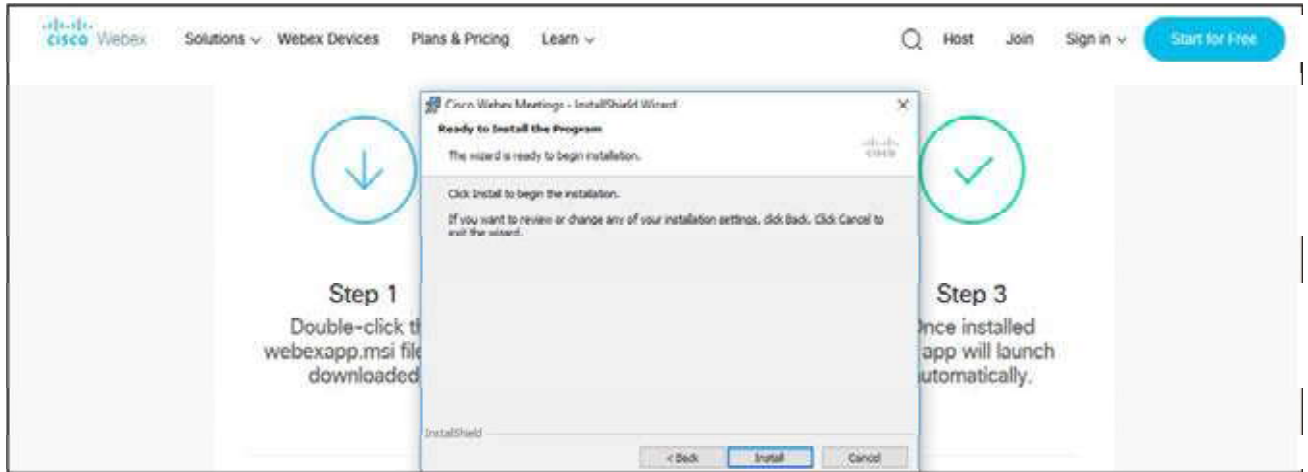 cisco Webex Solutions Webex Devices Plans & Pricing Learn Host Join Sign in Start for Free
Cisco Webex Meetings - InstallShield Wizard
Ready to Install the Program
The wizard is ready to begin installation.
cisco
Click Install to begin the installation.
If you want to review or change any of your installation settings, click Back. Click Cancel to
exit the wizard.
Step 1
Double-click th
webexapp.msi file
downloaded
Step 3
Once installed
app will launch
automatically.
InstallShield
< Back Install Cancel